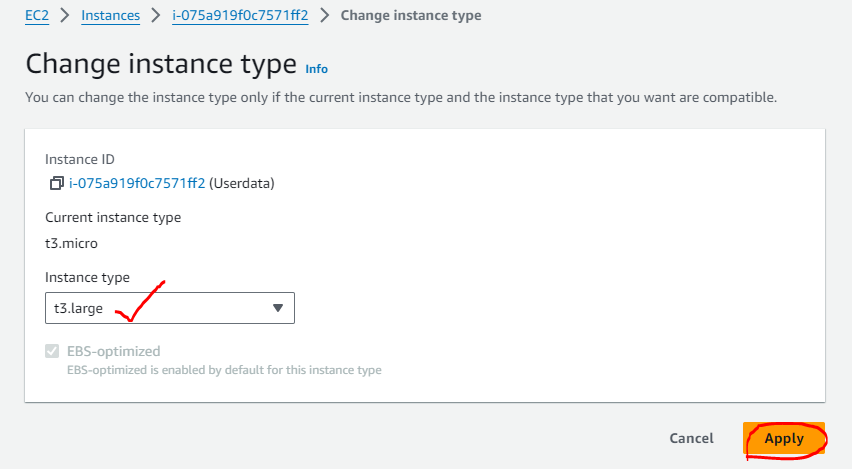 EC2 > Instances > i-075a919f0c7571ff2 > Change instance type
Change instance type Info
You can change the instance type only if the current instance type and the instance type that you want are compatible.
Instance ID
i-075a919f0c7571ff2 (Userdata)
Current instance type
t3.micro
Instance type
t3.large
EBS-optimized
EBS-optimized is enabled by default for this instance type
Cancel Apply